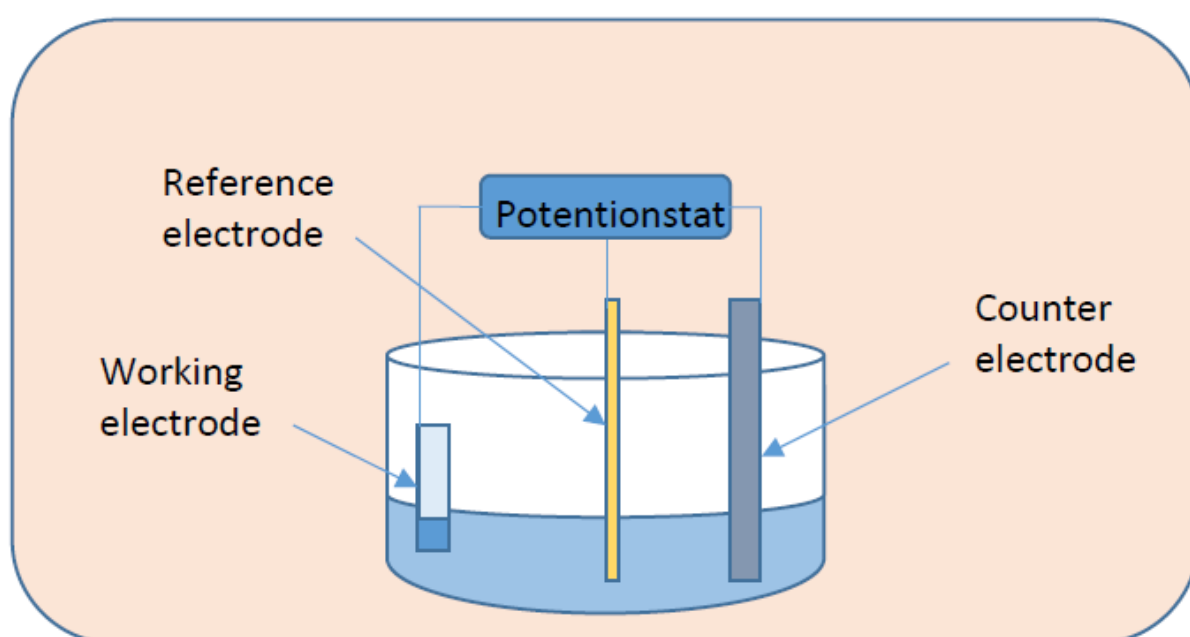 Reference
electrode
Potentionstat
Working
electrode
Counter
electrode